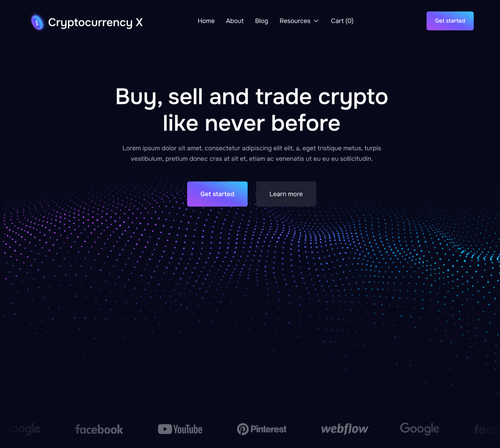 Cryptocurrency X
Home About Blog Resources Cart (0)
Get started
Buy, sell and trade crypto
like never before
Lorem ipsum dolor sit amet, consectetur adipiscing elit elit, a, eget tristique metus, turpis
vestibulum, pretium donec cras at sit et, etiam ac venenatis ut eu eu eu sollicitudin.
Get started Learn more
oogle facebook YouTube Pinterest webflow Google face